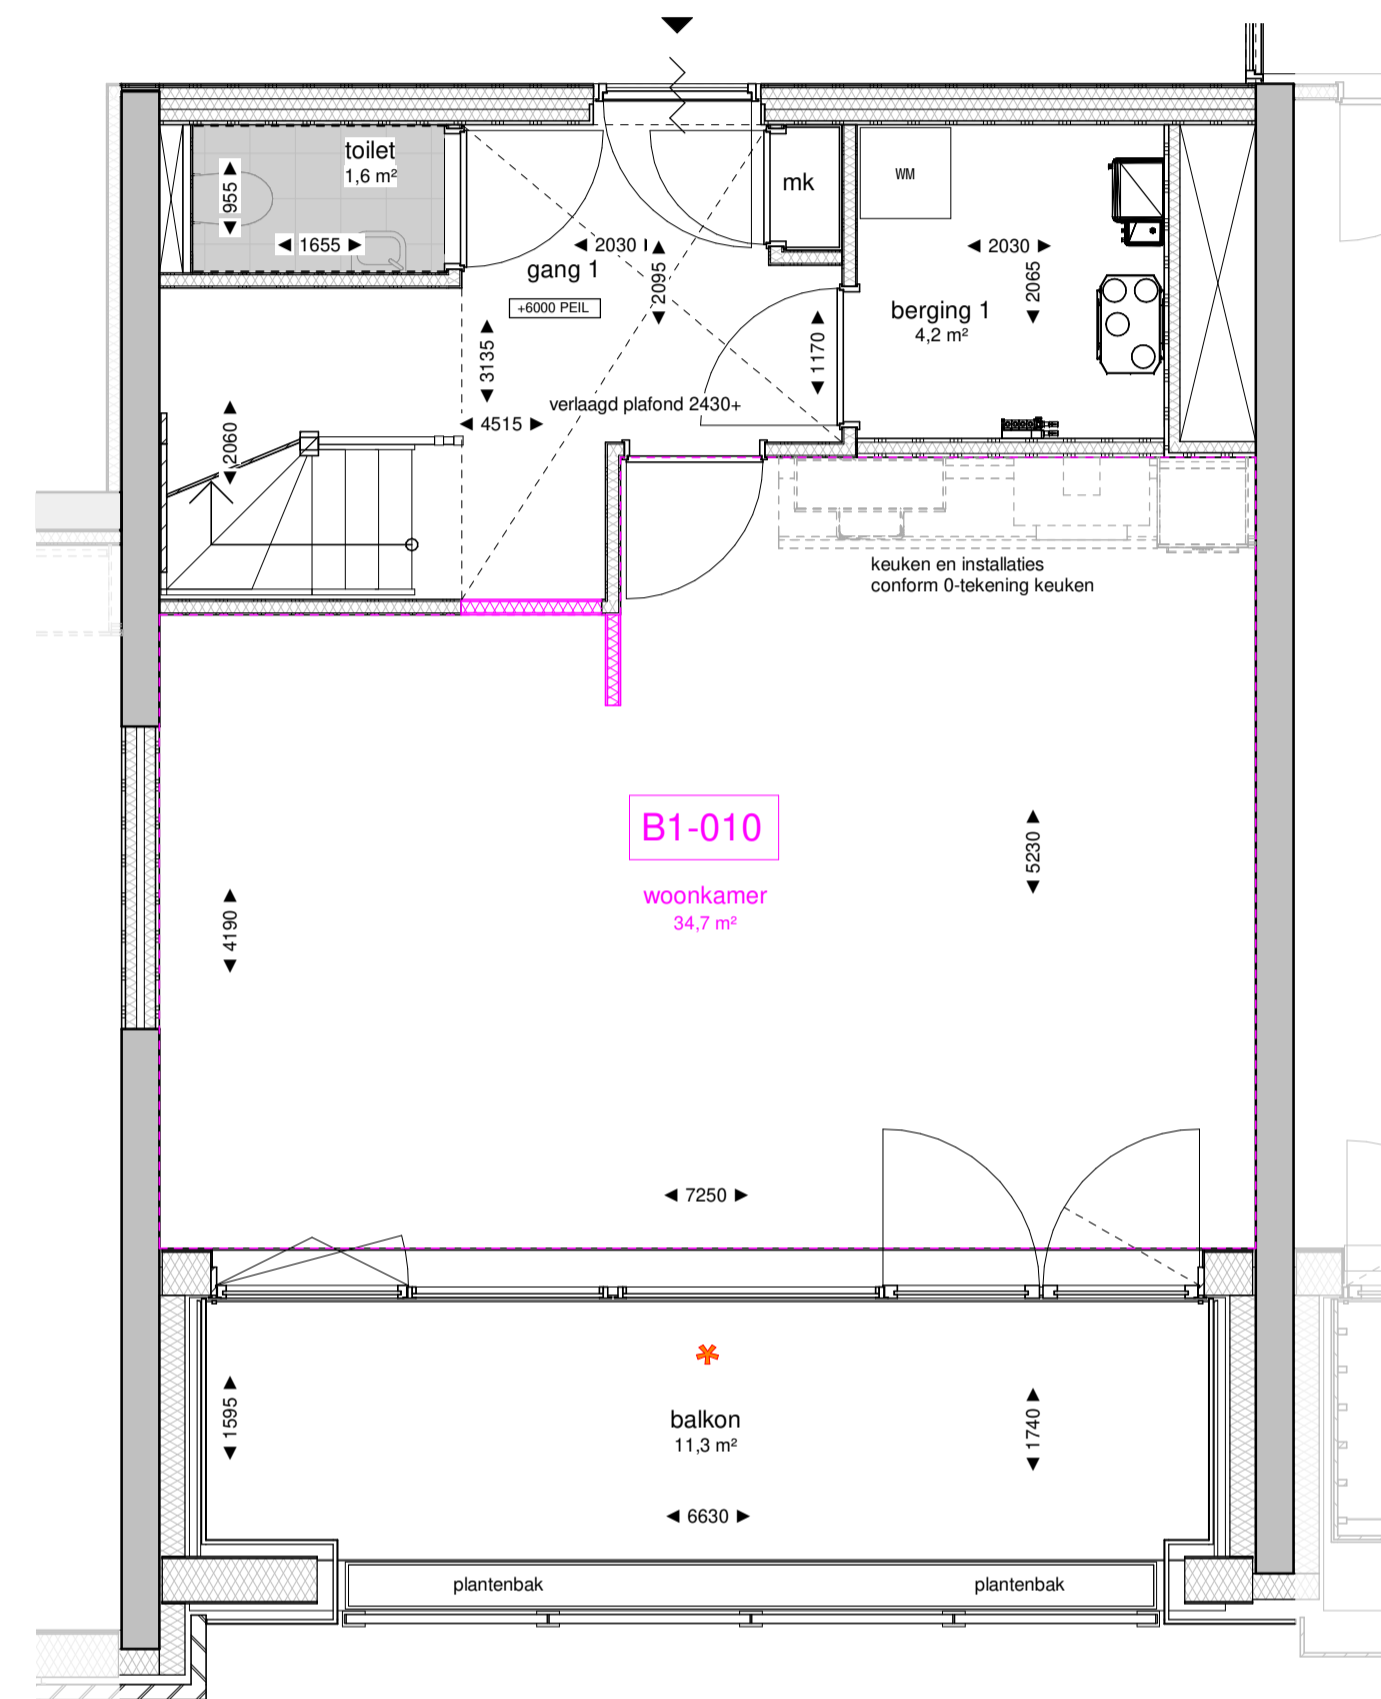 toilet
1,6 m²
955
1655
mk
WM
2030
gang 1
2095
+6000 PEIL
2030
2065
berging 1
4,2 m²
3135
1170
verlaagd plafond 2430+
4515
2060
keuken en installaties
conform 0-tekening keuken
B1-010
woonkamer
34,7 m²
5230
4190
7250
*
balkon
11,3 m²
1595
1740
6630
plantenbak
plantenbak